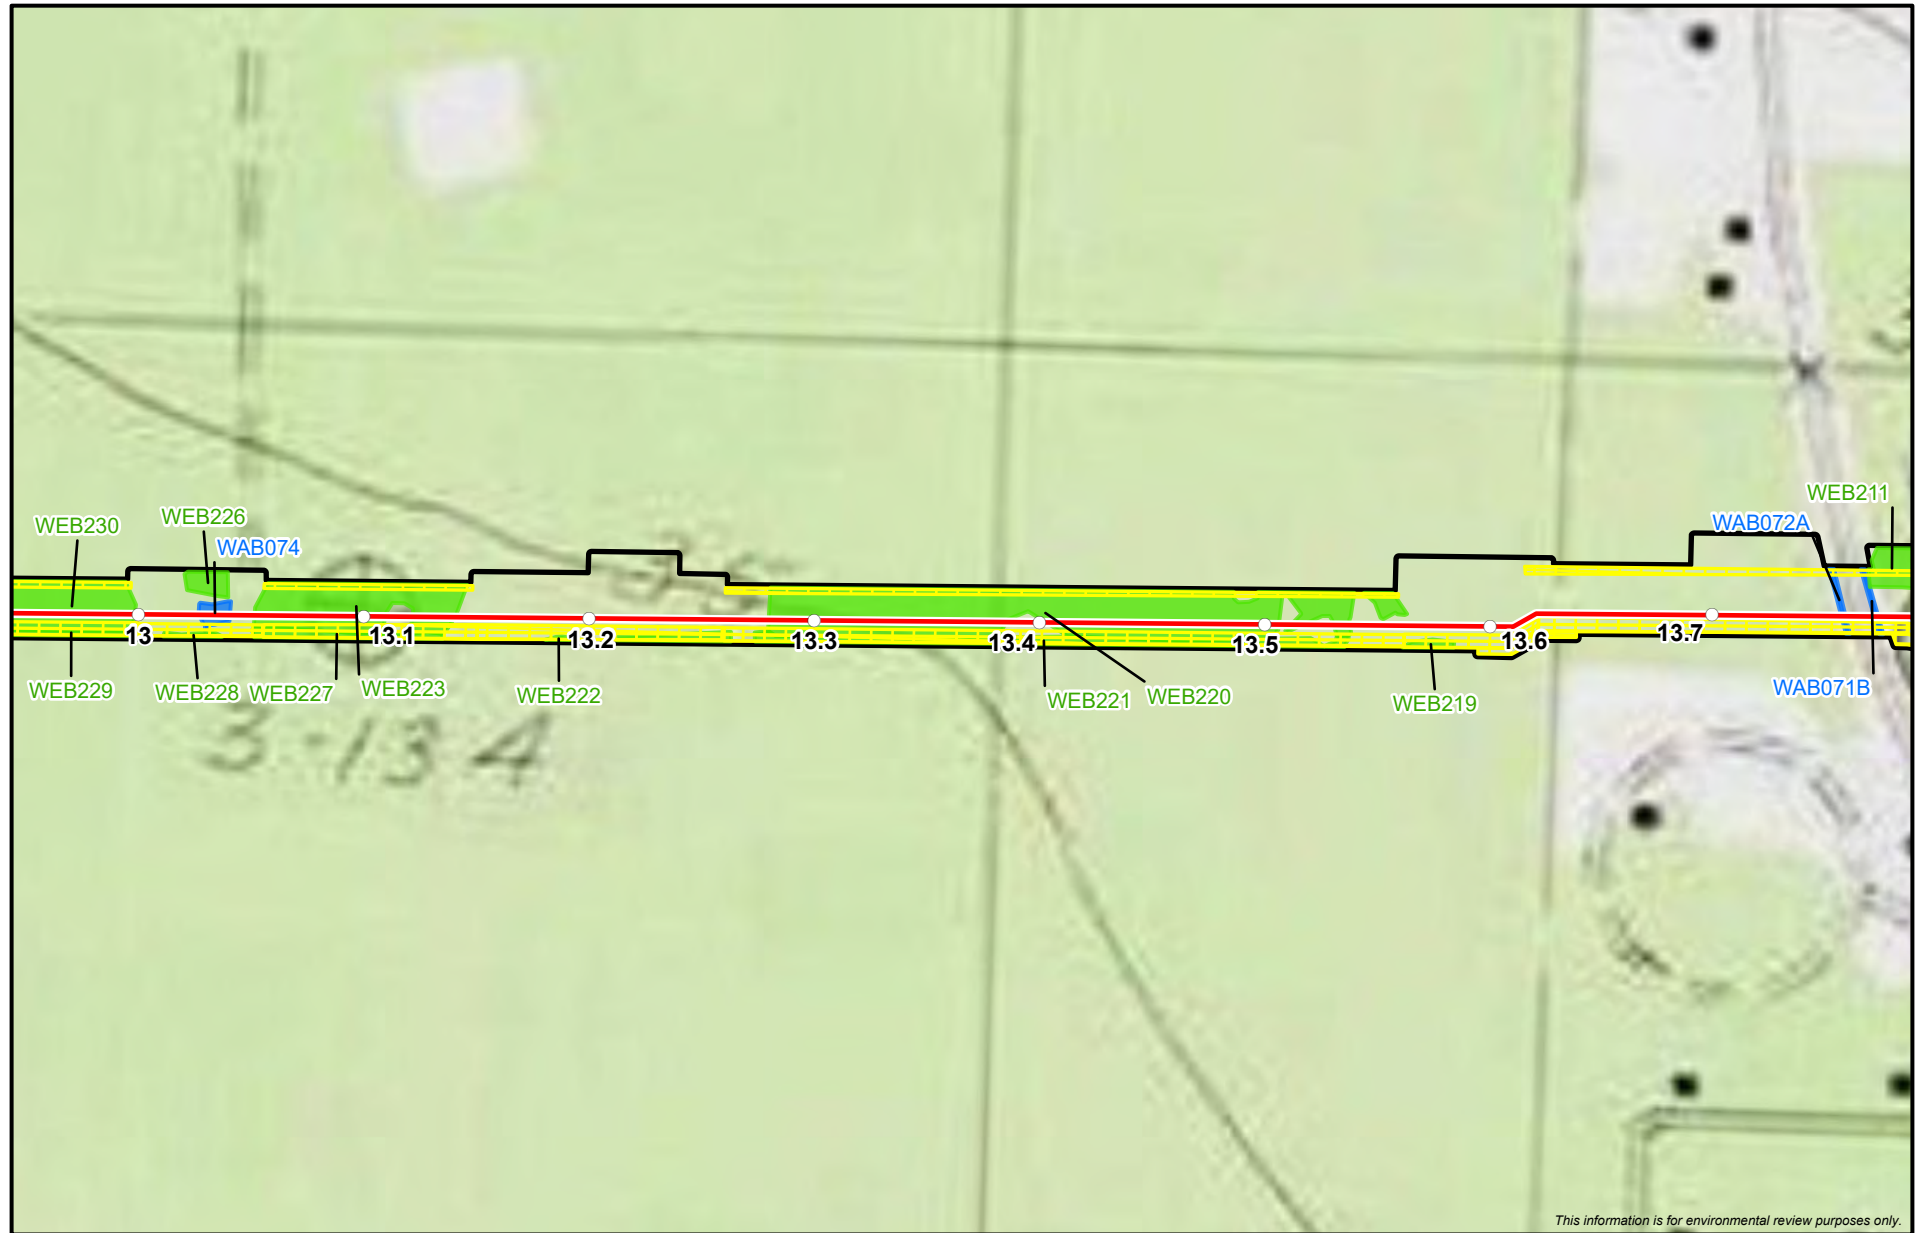 WEB211
WEB226
WAB072A
WEB230
WAB074
13
13.1
13.2
13.3
13.4
13.5
13.6
13.7
WEB229
WEB228
WEB227
WEB223
WEB222
WEB221
WEB220
WEB219
WAB071B
3-134
This information is for environmental review purposes only.